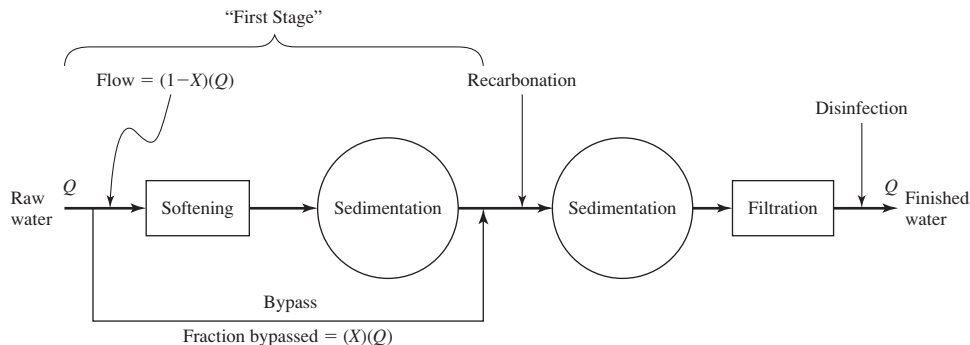 “First Stage”
Flow = (1−X)(Q)
Recarbonation
Disinfection
Raw
water
Q
Softening
Sedimentation
Sedimentation
Filtration
Q
Finished
water
Bypass
Fraction bypassed = (X)(Q)